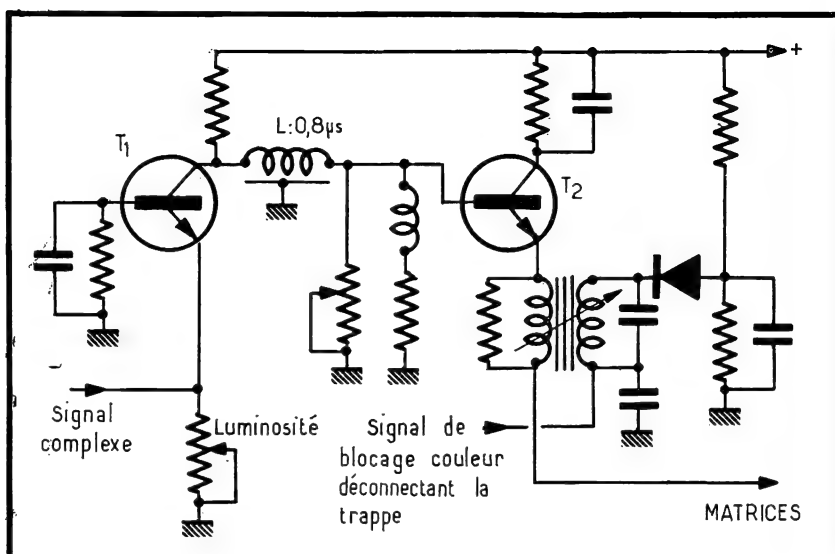 +
L:0,8µs
T1
T2
Signal
complexe
Luminosité
Signal de
blocage couleur
déconnectant la
trappe
MATRICES